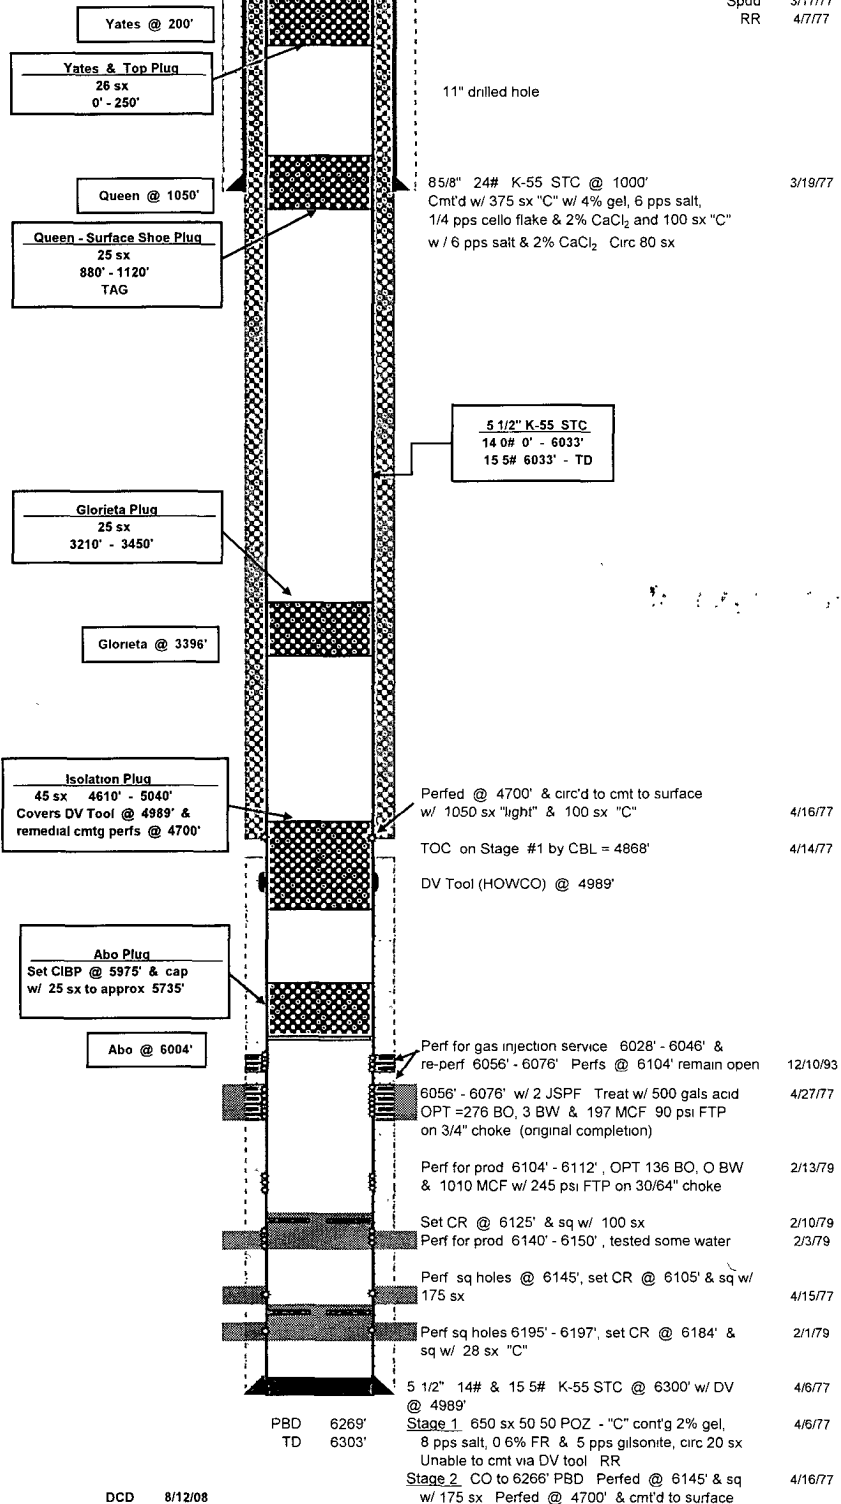 Spud 3/17/77
RR 4/7/77
Yates @ 200'
Yates & Top Plug
26 sx
0' - 250'
11" drilled hole
Queen @ 1050'
8 5/8" 24# K-55 STC @ 1000' 3/19/77
Cmt'd w/ 375 sx "C" w/ 4% gel, 6 pps salt,
1/4 pps cello flake & 2% CaCl2 and 100 sx "C"
w / 6 pps salt & 2% CaCl2 Circ 80 sx
Queen - Surface Shoe Plug
25 sx
880' - 1120'
TAG
5 1/2" K-55 STC
14 0# 0' - 6033'
15 5# 6033' - TD
Glorieta Plug
25 sx
3210' - 3450'
Glorieta @ 3396'
Isolation Plug
45 sx 4610' - 5040'
Covers DV Tool @ 4989' &
remedial cmtg perfs @ 4700'
Perfed @ 4700' & circ'd to cmt to surface
w/ 1050 sx "light" & 100 sx "C" 4/16/77
TOC on Stage #1 by CBL = 4868' 4/14/77
DV Tool (HOWCO) @ 4989'
Abo Plug
Set CIBP @ 5975' & cap
w/ 25 sx to approx 5735'
Abo @ 6004'
Perf for gas injection service 6028' - 6046' &
re-perf 6056' - 6076' Perfs @ 6104' remain open 12/10/93
6056' - 6076' w/ 2 JSPF Treat w/ 500 gals acid 4/27/77
OPT =276 BO, 3 BW & 197 MCF 90 psi FTP
on 3/4" choke (original completion)
Perf for prod 6104' - 6112' , OPT 136 BO, O BW 2/13/79
& 1010 MCF w/ 245 psi FTP on 30/64" choke
Set CR @ 6125' & sq w/ 100 sx 2/10/79
Perf for prod 6140' - 6150' , tested some water 2/3/79
Perf sq holes @ 6145', set CR @ 6105' & sq w/
175 sx 4/15/77
Perf sq holes 6195' - 6197', set CR @ 6184' & 2/1/79
sq w/ 28 sx "C"
5 1/2" 14# & 15 5# K-55 STC @ 6300' w/ DV 4/6/77
@ 4989'
PBD 6269'
TD 6303'
Stage 1 650 sx 50 50 POZ - "C" cont'g 2% gel, 4/6/77
8 pps salt, 0 6% FR & 5 pps gilsonite, circ 20 sx
Unable to cmt via DV tool RR
Stage 2 CO to 6266' PBD Perfed @ 6145' & sq 4/16/77
w/ 175 sx Perfed @ 4700' & cmt'd to surface
DCD 8/12/08